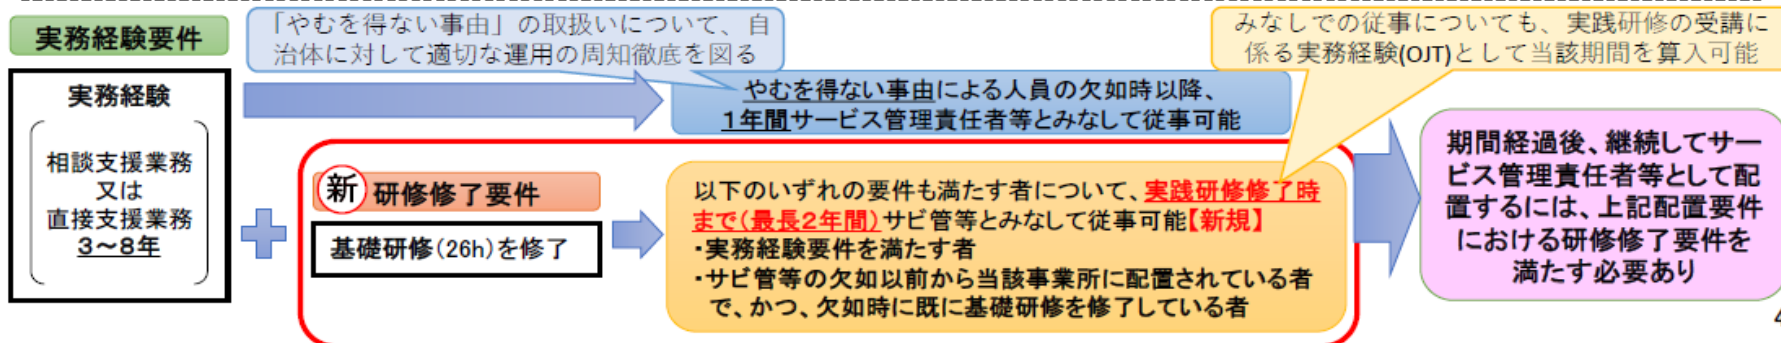 実務経験要件
「やむを得ない事由」の取扱いについて、自
治体に対して適切な運用の周知徹底を図る
みなしでの従事についても、実践研修の受講に
係る実務経験(OJT)として当該期間を算入可能
実務経験
相談支援業務
又は
直接支援業務
3~8年
やむを得ない事由による人員の欠如時以降、
1年間サービス管理責任者等とみなして従事可能
新 研修修了要件
基礎研修(26h)を修了
以下のいずれの要件も満たす者について、実践研修修了時
まで(最長2年間)サビ管等とみなして従事可能【新規】
・実務経験要件を満たす者
・サビ管等の欠如以前から当該事業所に配置されている者
で、かつ、欠如時に既に基礎研修を修了している者
期間経過後、継続してサー
ビス管理責任者等として配
置するには、上記配置要件
における研修修了要件を
満たす必要あり